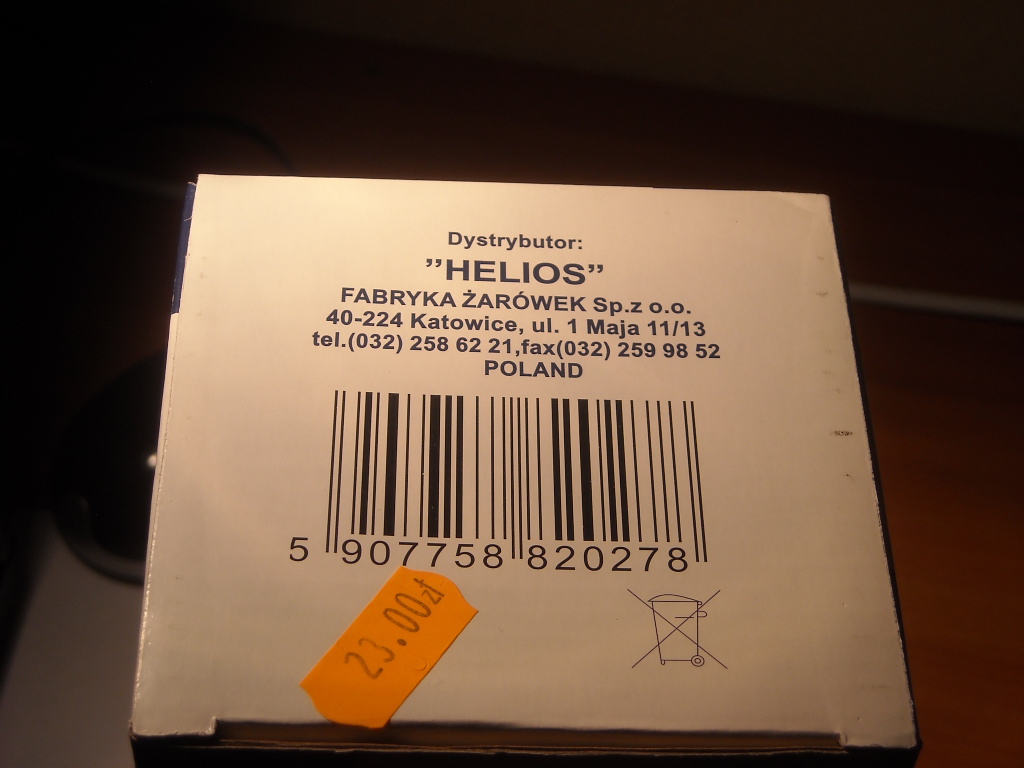 Dystrybutor:
”HELIOS”
FABRYKA ŻARÓWEK Sp.z o.o.
40-224 Katowice, ul. 1 Maja 11/13
tel.(032) 258 62 21,fax(032) 259 98 52
POLAND
5 907758 820278
23.00zł